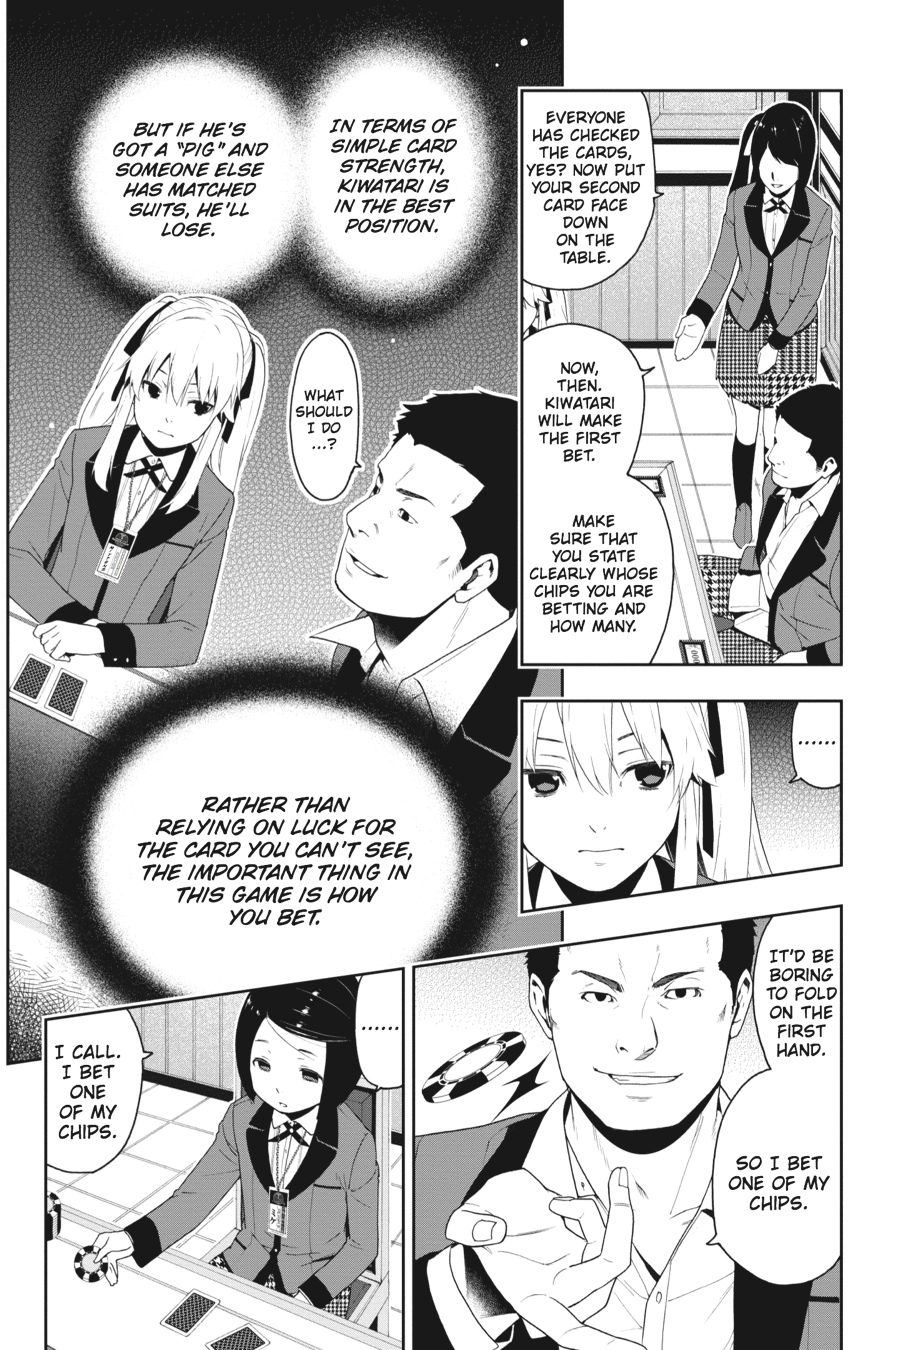 EVERYONE
HAS CHECKED
THE CARDS,
YES? NOW PUT
YOUR SECOND
CARD FACE
DOWN
ON THE
TABLE.
NOW,
THEN.
KIWATARI
WILL MAKE
THE FIRST
BET.
MAKE
SURE THAT
YOU STATE
CLEARLY WHOSE
CHIPS YOU ARE
BETTING AND
HOW MANY.
IN TERMS OF
SIMPLE CARD
STRENGTH,
KIWATARI IS
IN THE BEST
POSITION.
BUT IF HE'S
GOT A "PIG" AND
SOMEONE ELSE
HAS MATCHED
SUITS, HE'LL
LOSE.
WHAT
SHOULD
I DO
...?
RATHER THAN
RELYING ON LUCK FOR
THE CARD YOU CAN'T SEE,
THE IMPORTANT THING IN
THIS GAME IS HOW
YOU BET.
......
IT'D BE
BORING
TO FOLD
ON THE
FIRST
HAND.
SO I BET
ONE OF MY
CHIPS.
......
I CALL.
I BET
ONE
OF MY
CHIPS.
ミケ